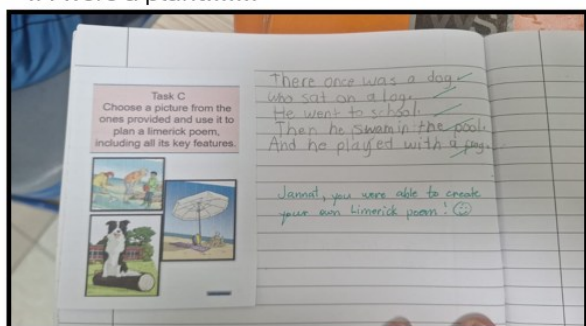 Task C
Choose a picture from the
ones provided and use it to
plan a limerick poem,
including all its key features.
There once was a dog.
who sat on a log.
He went to school.
Then he swam in the pool.
And he played with a frog.
Jannat, you were able to create
your own Limerick poem!